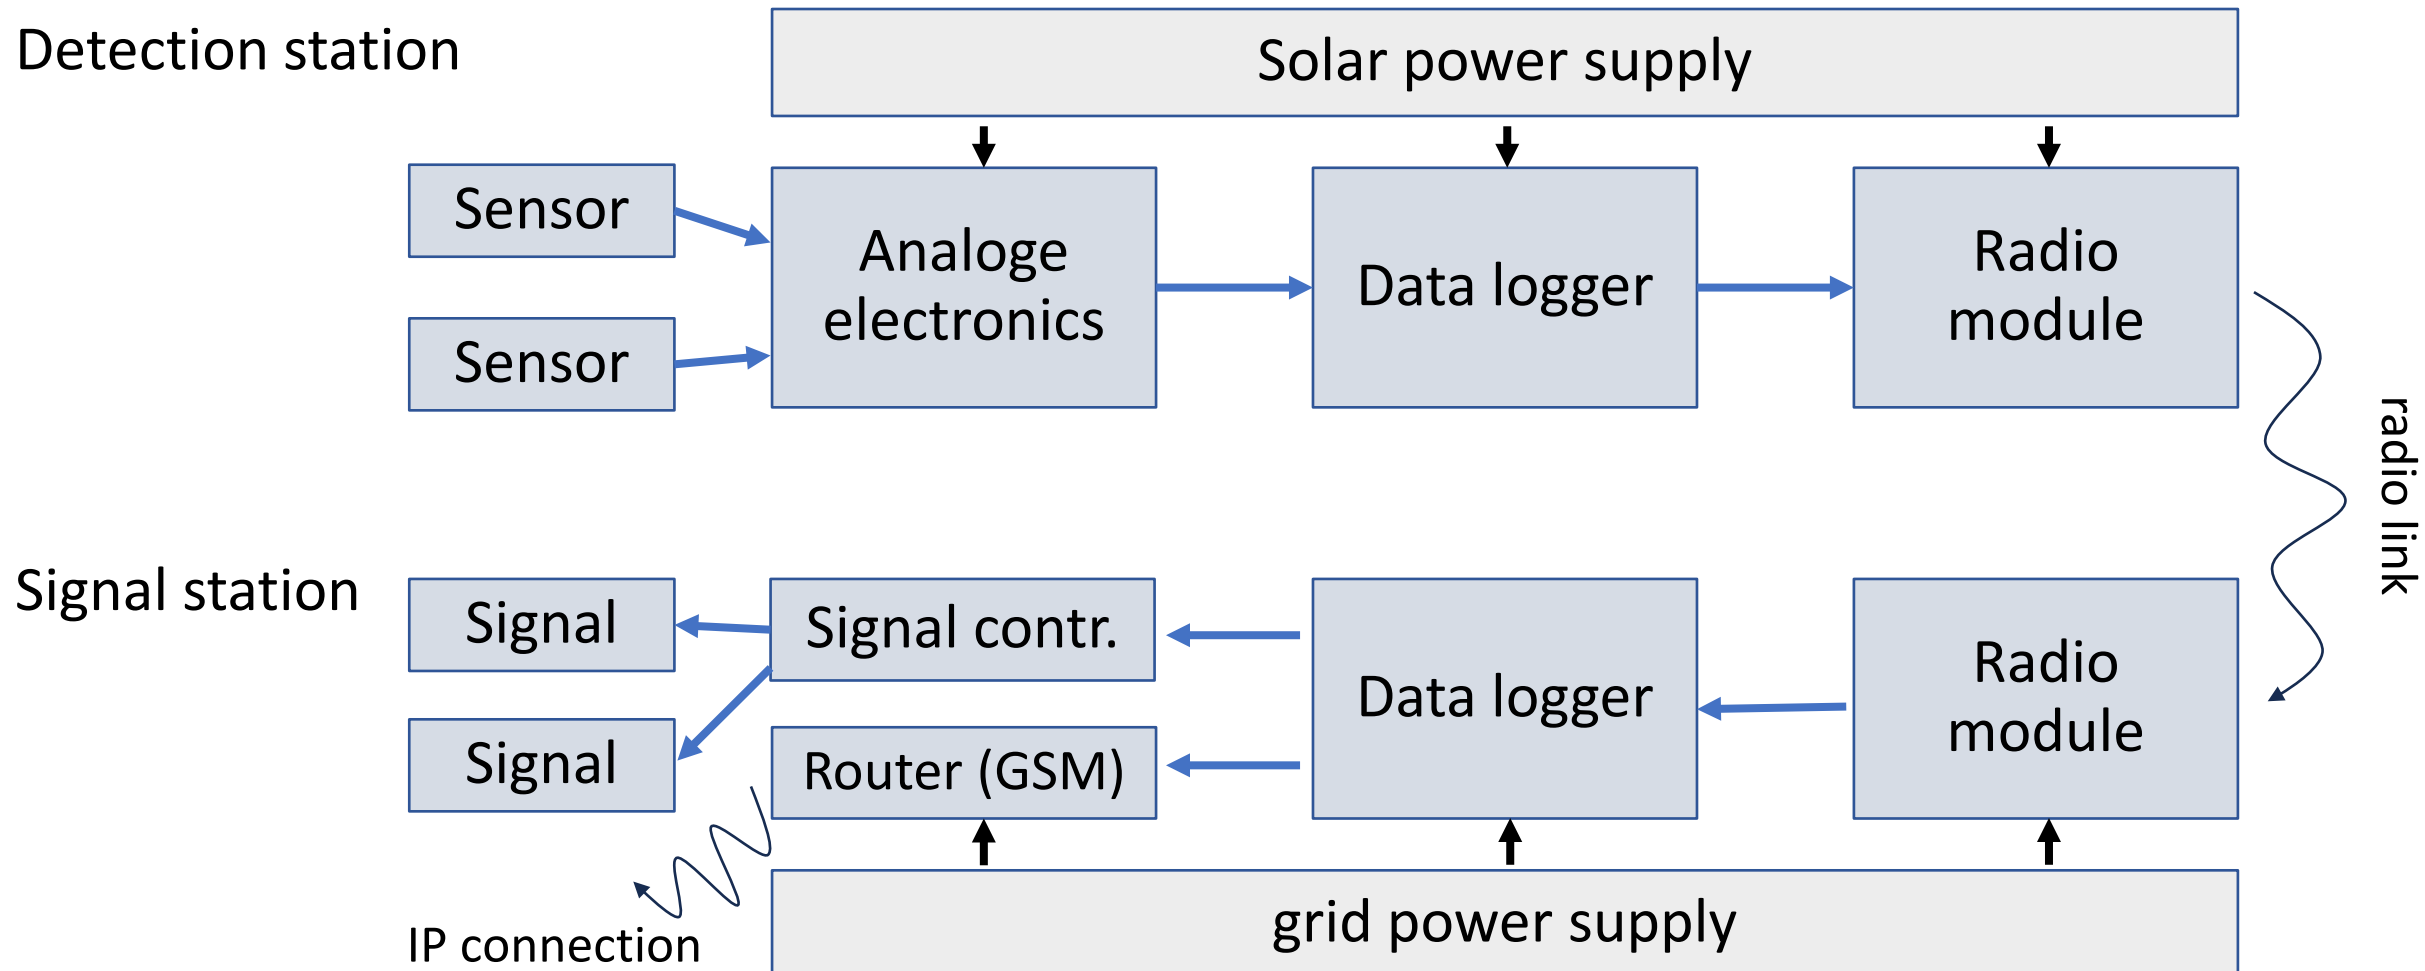 Detection station
Solar power supply
Sensor
Sensor
Analoge
electronics
Data logger
Radio
module
radio link
Signal station
Signal
Signal
Signal contr.
Router (GSM)
Data logger
Radio
module
IP connection
grid power supply